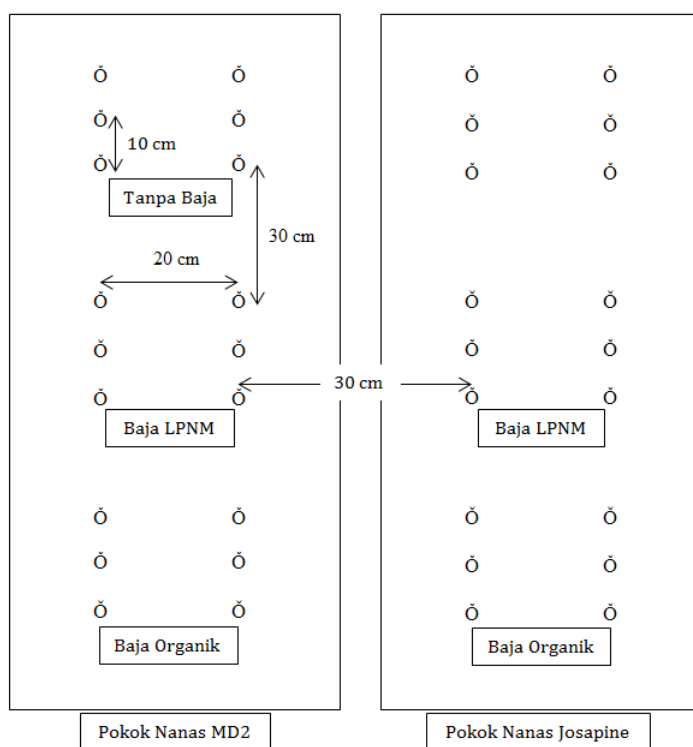 Ǒ Ǒ Ǒ Ǒ
Ǒ Ǒ Ǒ Ǒ
10 cm
Ǒ Ǒ Ǒ Ǒ
Tanpa Baja
30 cm
20 cm
Ǒ Ǒ Ǒ Ǒ
Ǒ Ǒ Ǒ Ǒ
30 cm
Ǒ Ǒ Ǒ Ǒ
Baja LPNM Baja LPNM
Ǒ Ǒ Ǒ Ǒ
Ǒ Ǒ Ǒ Ǒ
Ǒ Ǒ Ǒ Ǒ
Baja Organik Baja Organik
Pokok Nanas MD2 Pokok Nanas Josapine